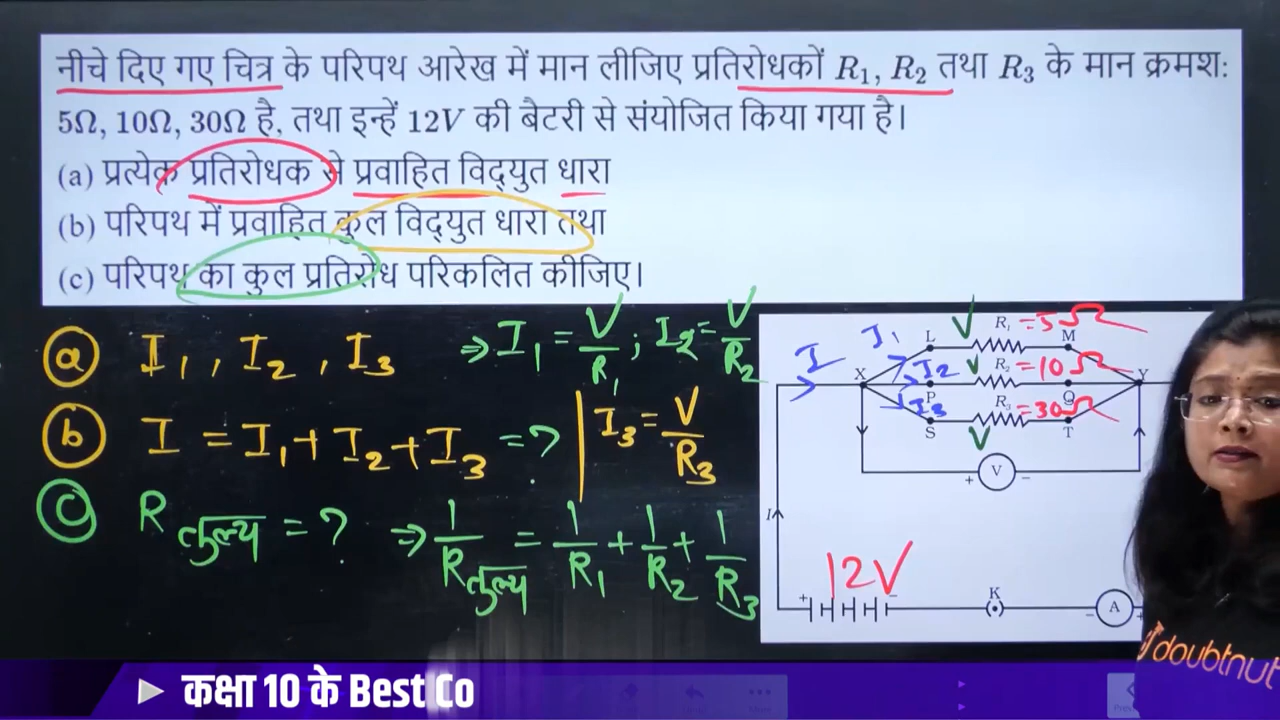 नीचे दिए गए चित्र के परिपथ आरेख में मान लीजिए प्रतिरोधकों R₁, R₂ तथा R₃ के मान क्रमश:
5Ω, 10Ω, 30Ω है, तथा इन्हें 12V की बैटरी से संयोजित किया गया है।
(a) प्रत्येक प्रतिरोधक से प्रवाहित विद्युत धारा
(b) परिपथ में प्रवाहित कुल विद्युत धारा तथा
(c) परिपथ का कुल प्रतिरोध परिकलित कीजिए।
ⓐ I₁, I₂, I₃ ⇒ I₁ = V/R₁ ; I₂ = V/R₂
ⓑ I = I₁ + I₂ + I₃ = ? | I₃ = V/R₃
ⓒ R तुल्य = ? ⇒ 1/R तुल्य = 1/R₁ + 1/R₂ + 1/R₃
I I₁ L R₁ = 5Ω M
X I₂ P R₂ = 10Ω Q Y
I₃ S R₃ = 30Ω T
+ V −
I
12V
+ − K − A +
doubtnut
कक्षा 10 के Best Co